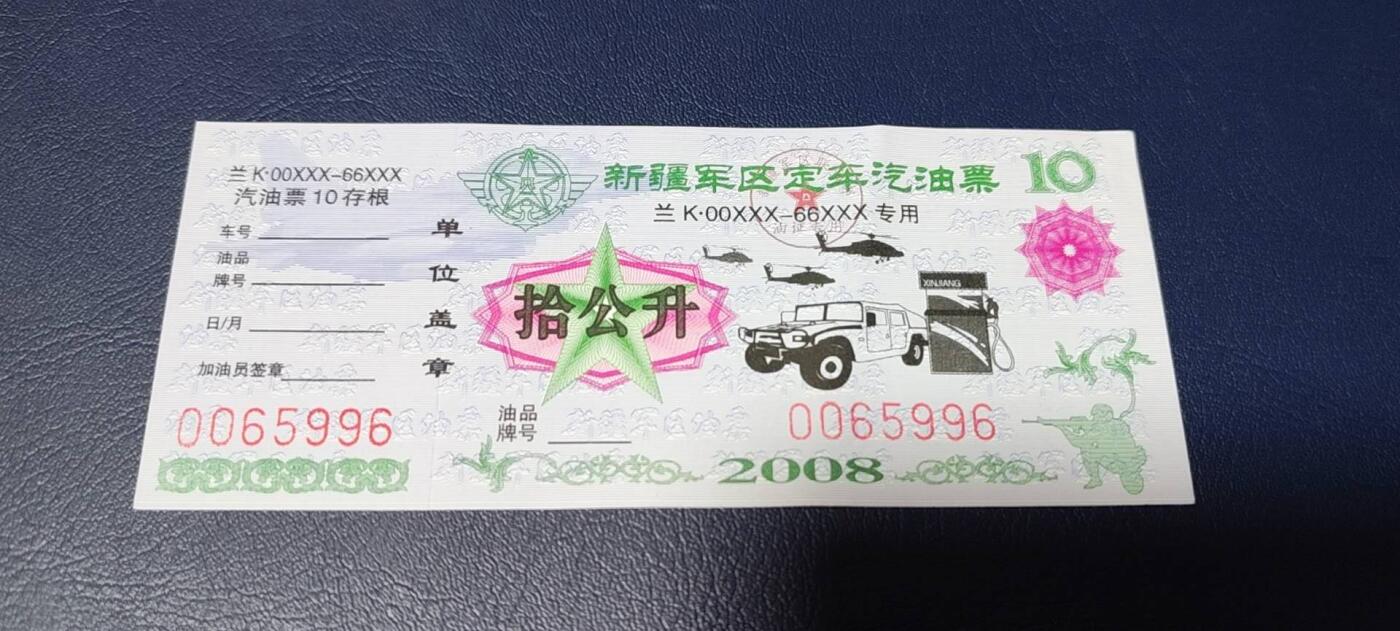 兰 K·00XXX-66XXX
汽油票10存根
车号
油品
牌号
日/月
加油员签章
0065996
单位盖章
新疆军区定车汽油票
10
兰 K·00XXX-66XXX 专用
拾公升
XINJIANG
油品
牌号
0065996
2008